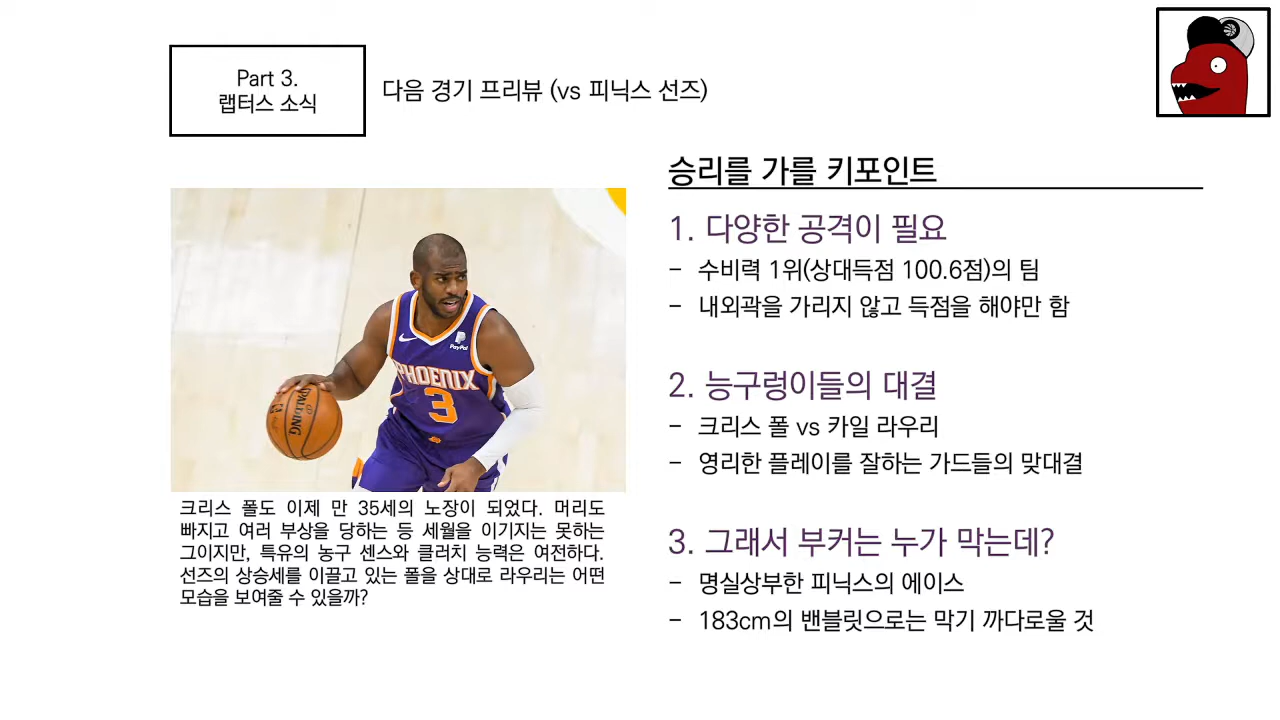 Part 3.
랩터스 소식
다음 경기 프리뷰 (vs 피닉스 선즈)
승리를 가를 키포인트
1. 다양한 공격이 필요
- 수비력 1위(상대득점 100.6점)의 팀
- 내외곽을 가리지 않고 득점을 해야만 함
2. 능구렁이들의 대결
- 크리스 폴 vs 카일 라우리
- 영리한 플레이를 잘하는 가드들의 맞대결
3. 그래서 부커는 누가 막는데?
- 명실상부한 피닉스의 에이스
- 183cm의 밴블릿으로는 막기 까다로울 것
PayPal
PHOENIX
3
SPALDING
크리스 폴도 이제 만 35세의 노장이 되었다. 머리도
빠지고 여러 부상을 당하는 등 세월을 이기지는 못하는
그이지만, 특유의 농구 센스와 클러치 능력은 여전하다.
선즈의 상승세를 이끌고 있는 폴을 상대로 라우리는 어떤
모습을 보여줄 수 있을까?